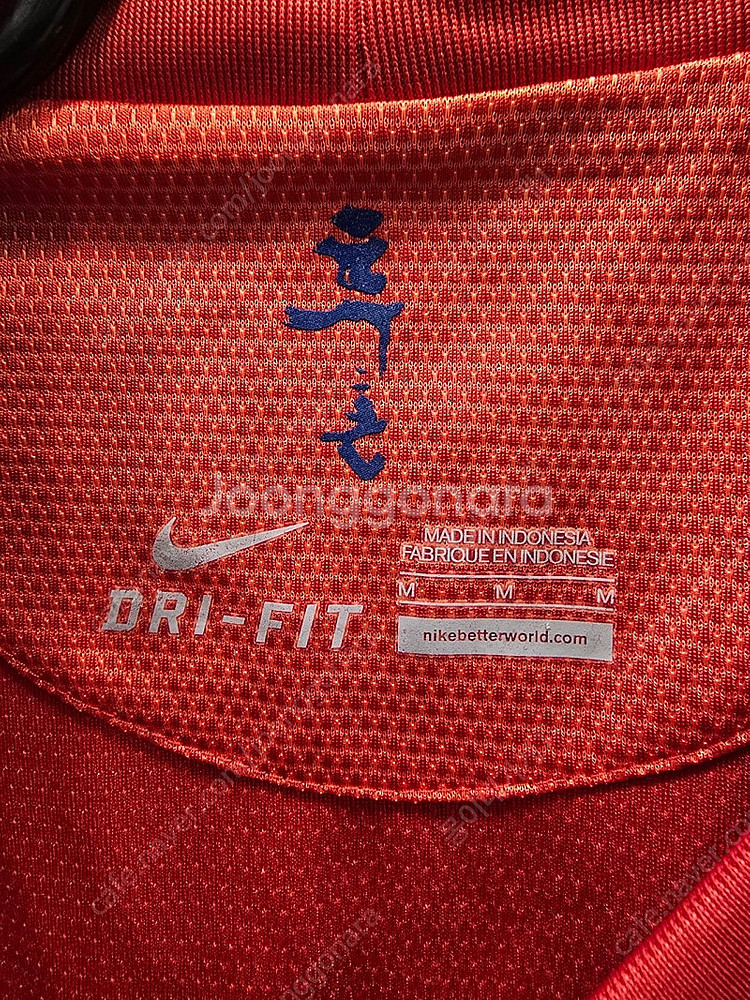 투혼
Joonggonara
DRI-FIT
MADE IN INDONESIA
FABRIQUE EN INDONESIE
M M M
nikebetterworld.com